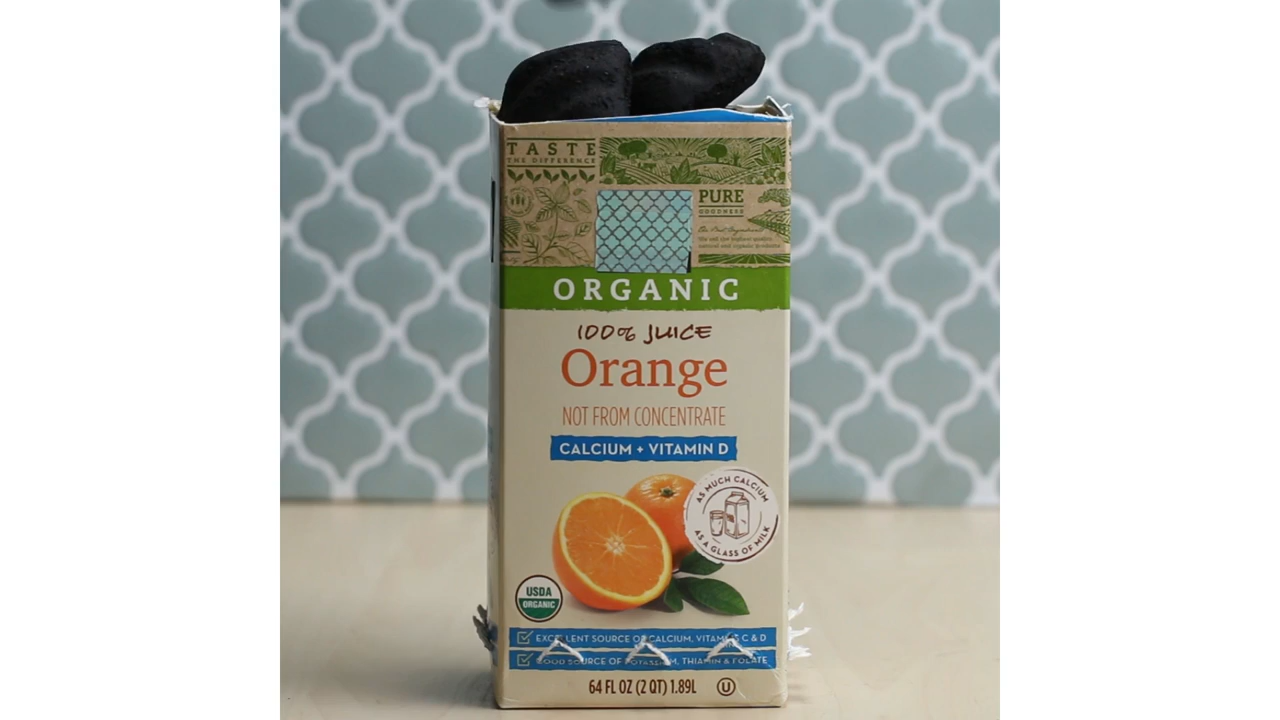 TASTE
THE DIFFERENCE
PURE
GOODNESS
ORGANIC
100% JUICE
Orange
NOT FROM CONCENTRATE
CALCIUM + VITAMIN D
AS MUCH CALCIUM
AS A GLASS OF MILK
USDA
ORGANIC
EXCELLENT SOURCE OF CALCIUM, VITAMINS C & D
GOOD SOURCE OF POTASSIUM, THIAMIN & FOLATE
64 FL OZ (2 QT) 1.89L
U